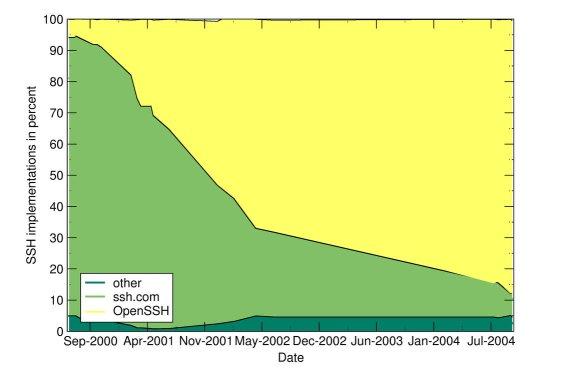 100
90
80
70
60
50
40
30
20
10
0
SSH implementations in percent
other
ssh.com
OpenSSH
Sep-2000 Apr-2001 Nov-2001 May-2002 Dec-2002 Jun-2003 Jan-2004 Jul-2004
Date